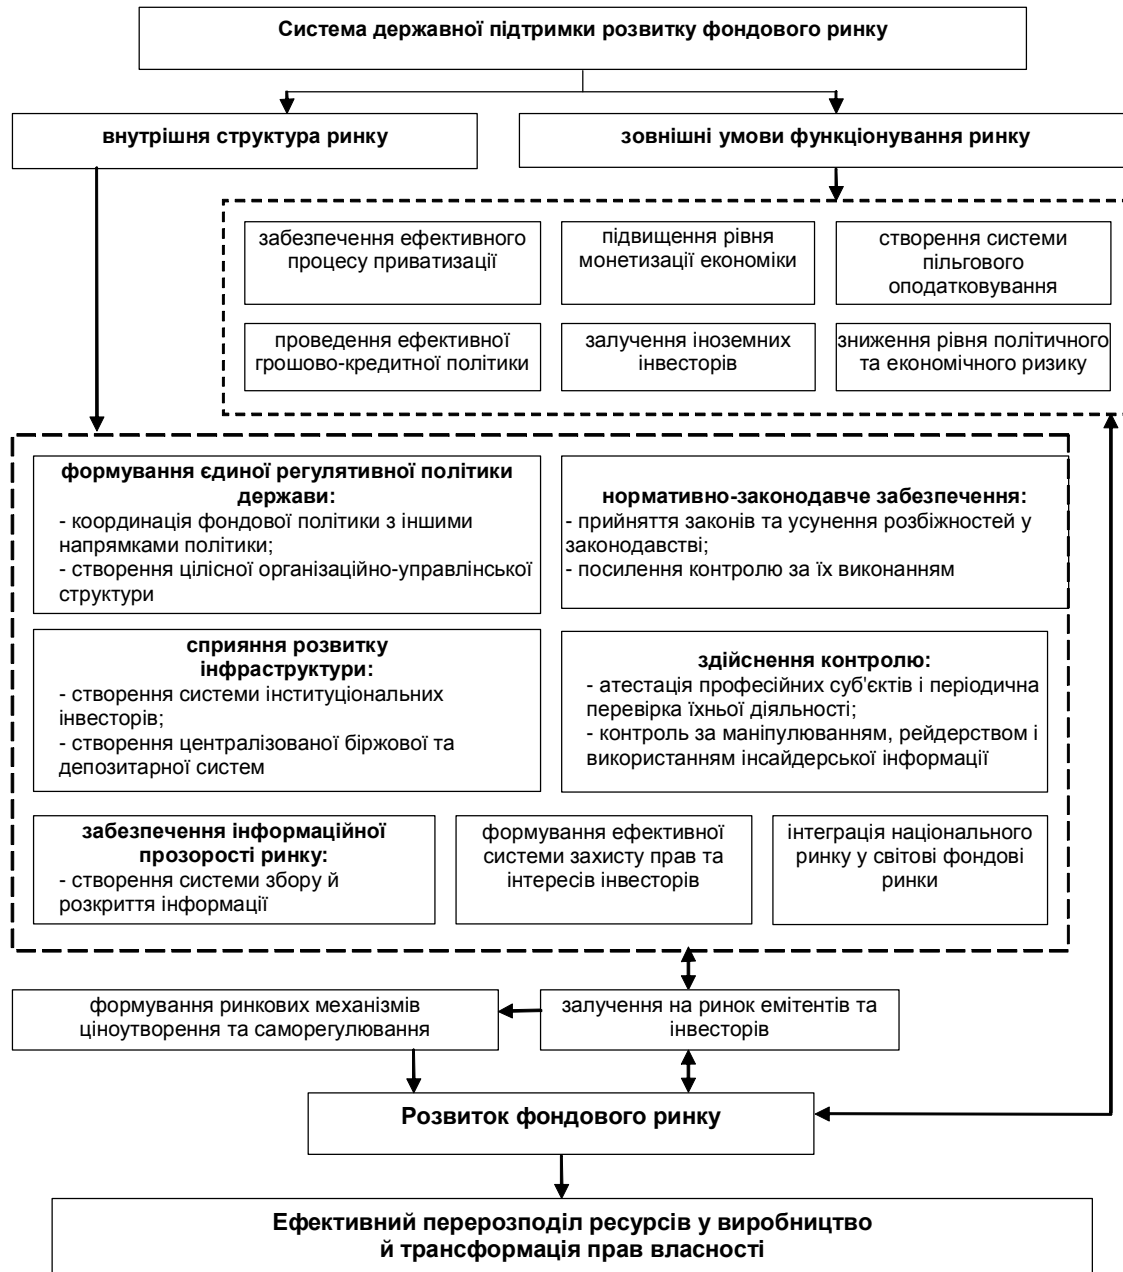 Система державної підтримки розвитку фондового ринку
внутрішня структура ринку
зовнішні умови функціонування ринку
забезпечення ефективного
процесу приватизації
підвищення рівня
монетизації економіки
створення системи
пільгового
оподатковування
проведення ефективної
грошово-кредитної політики
залучення іноземних
інвесторів
зниження рівня політичного
та економічного ризику
формування єдиної регулятивної політики
держави:
- координація фондової політики з іншими
напрямками політики;
- створення цілісної організаційно-управлінської
структури
нормативно-законодавче забезпечення:
- прийняття законів та усунення розбіжностей у
законодавстві;
- посилення контролю за їх виконанням
сприяння розвитку
інфраструктури:
- створення системи інституціональних
інвесторів;
- створення централізованої біржової та
депозитарної систем
здійснення контролю:
- атестація професійних суб'єктів і періодична
перевірка їхньої діяльності;
- контроль за маніпулюванням, рейдерством і
використанням інсайдерської інформації
забезпечення інформаційної
прозорості ринку:
- створення системи збору й
розкриття інформації
формування ефективної
системи захисту прав та
інтересів інвесторів
інтеграція національного
ринку у світові фондові
ринки
формування ринкових механізмів
ціноутворення та саморегулювання
залучення на ринок емітентів та
інвесторів
Розвиток фондового ринку
Ефективний перерозподіл ресурсів у виробництво
й трансформація прав власності